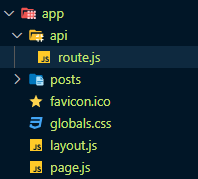 app
api
route.js
posts
favicon.ico
globals.css
layout.js
page.js